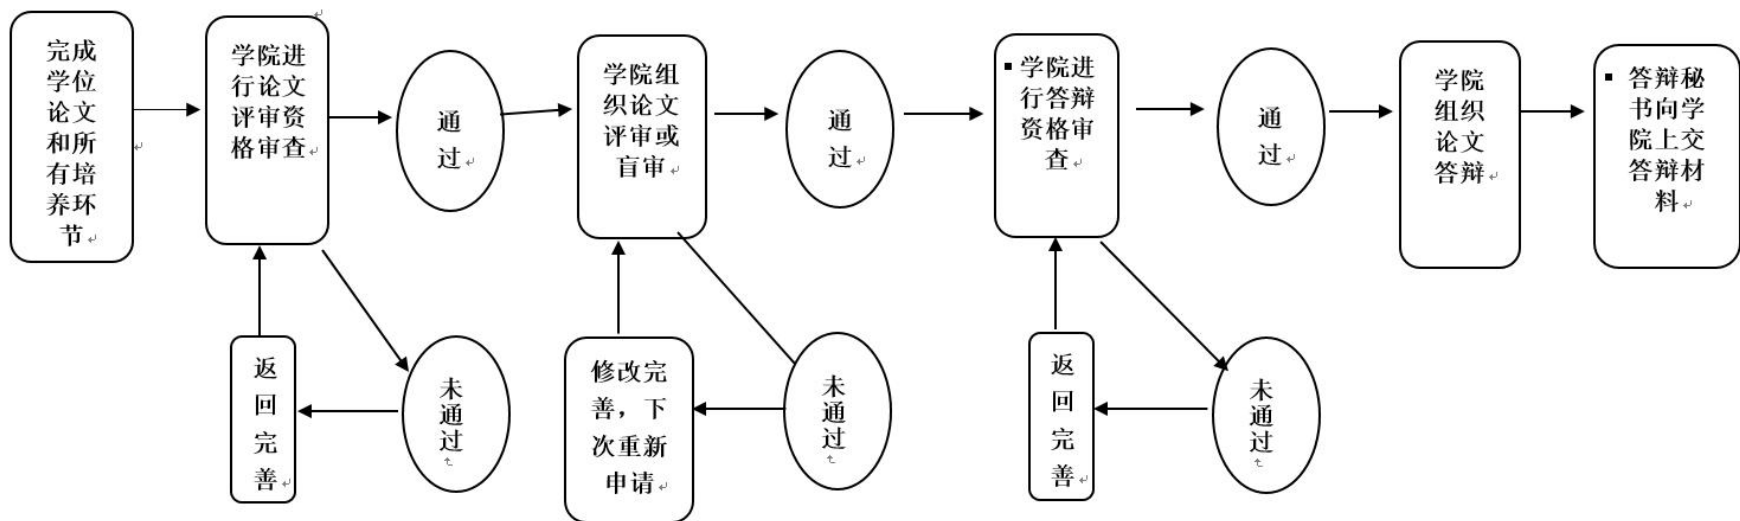 完成
学位
论文
和所
有培
养环
节
学院进
行论文
评审资
格审查
通
过
学院组
织论文
评审或
盲审
通
过
学院进
行答辩
资格审
查
通
过
学院
组织
论文
答辩
答辩秘
书向学
院上交
答辩材
料
返
回
完
善
未
通
过
修改完
善，下
次重新
申请
未
通
过
返
回
完
善
未
通
过